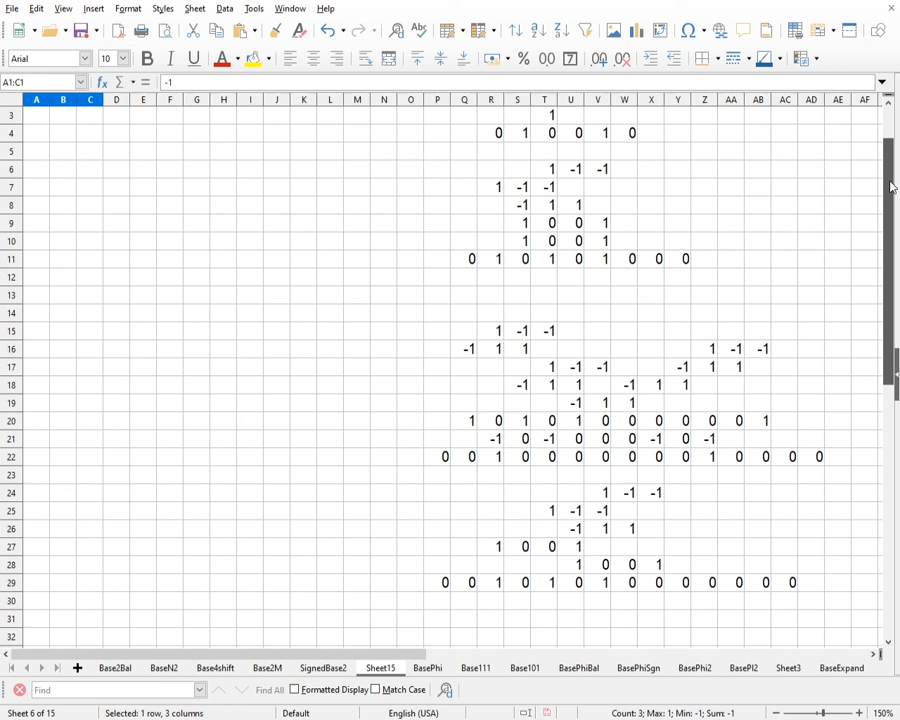 File Edit View Insert Format Styles Sheet Data Tools Window Help
Arial 10
A1:C1 -1
A B C D E F G H I J K L M N O P Q R S T U V W X Y Z AA AB AC AD AE AF
3 1
4 0 1 0 0 1 0
5
6 1 -1 -1
7 1 -1 -1
8 -1 1 1
9 1 0 0 1
10 1 0 0 1
11 0 1 0 1 0 1 0 0 0
12
13
14
15 1 -1 -1
16 -1 1 1 1 -1 -1
17 1 -1 -1 -1 1 1
18 -1 1 1 -1 1 1
19 -1 1 1
20 1 0 1 0 1 0 0 0 0 0 0 1
21 -1 0 -1 0 0 0 -1 0 -1
22 0 0 1 0 0 0 0 0 0 0 1 0 0 0 0
23
24 1 -1 -1
25 1 -1 -1
26 -1 1 1
27 1 0 0 1
28 1 0 0 1
29 0 0 1 0 1 0 1 0 0 0 0 0 0 0
30
31
32
Base2Bal BaseN2 Base4shift Base2M SignedBase2 Sheet15 BasePhi Base111 Base101 BasePhiBal BasePhiSgn BasePhi2 BasePI2 Sheet3 BaseExpand
Find Find All Formatted Display Match Case
Sheet 6 of 15 Selected: 1 row, 3 columns Default English (USA) Count: 3; Max: 1; Min: -1; Sum: -1 150%